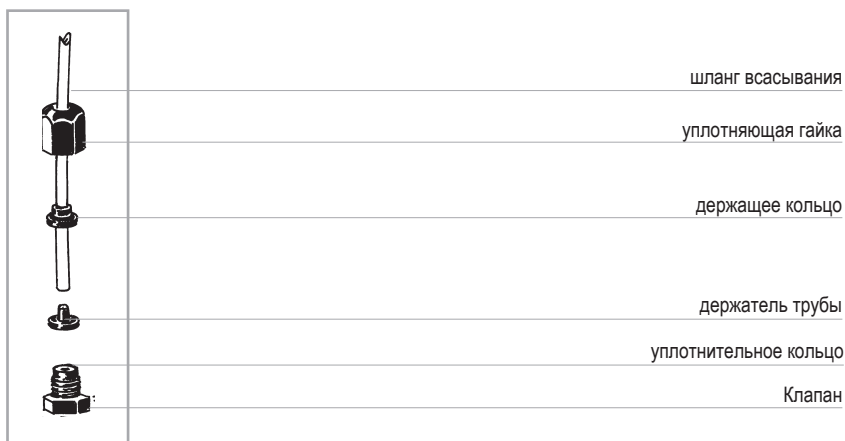 шланг всасывания
уплотняющая гайка
держащее кольцо
держатель трубы
уплотнительное кольцо
Клапан